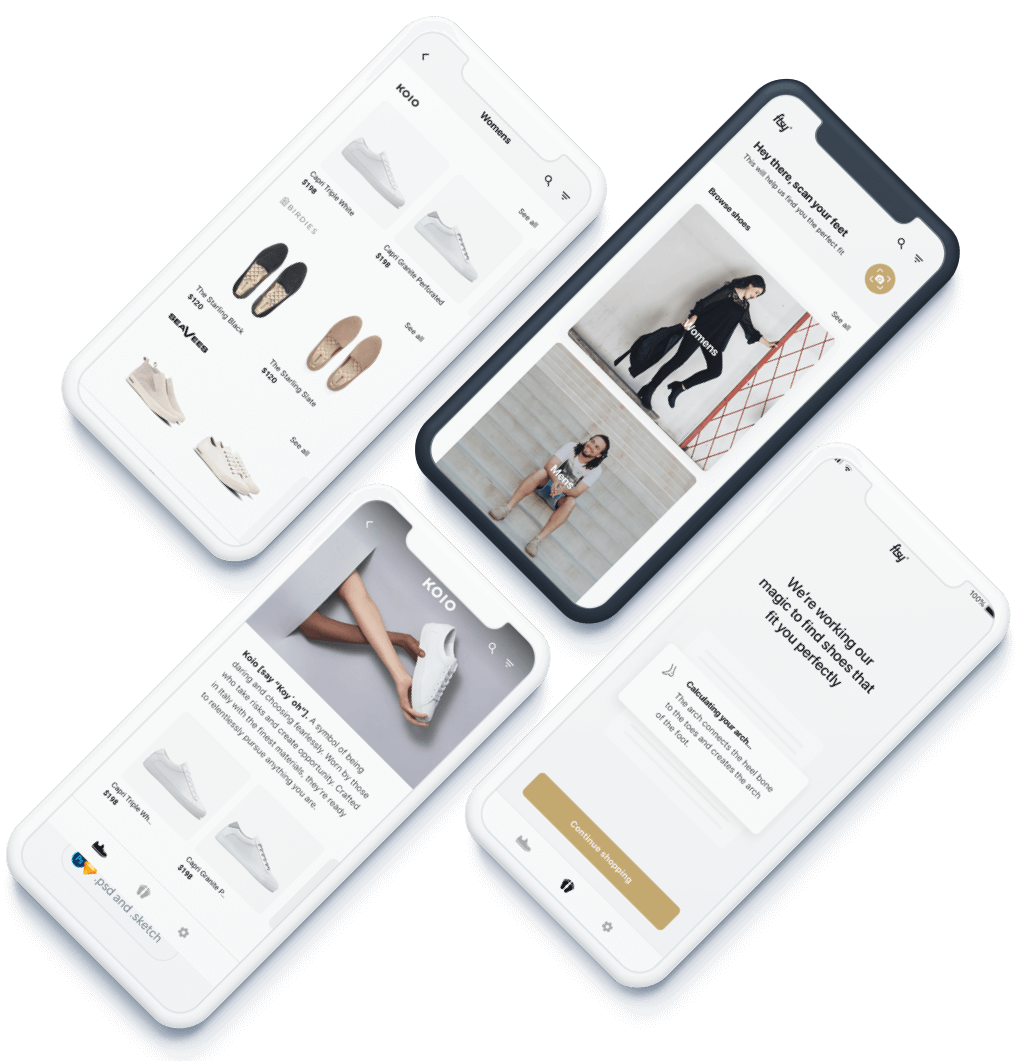 Womens
KOIO
See all
Capri Triple White
$198
Capri Granite Perforated
$198
BIRDIES
See all
The Starling Black
$120
The Starling Slate
$120
SEAVEES
See all
ftsy
Hey there, scan your feet
This will help us find you the perfect fit
Browse shoes
See all
Womens
Mens
KOIO
Koio [say "Koy´oh"]. A symbol of being
daring and choosing fearlessly. Worn by those
who take risks and create opportunity. Crafted
in Italy with the finest materials, they're ready
to relentlessly pursue anything you are.
Capri Triple Wh...
$198
Capri Granite P...
$198
.psd and .sketch
100%
ftsy
We're working our
magic to find shoes that
fit you perfectly
Calculating your arch...
The arch connects the heel bone
to the toes and creates the arch
of the foot.
Continue shopping